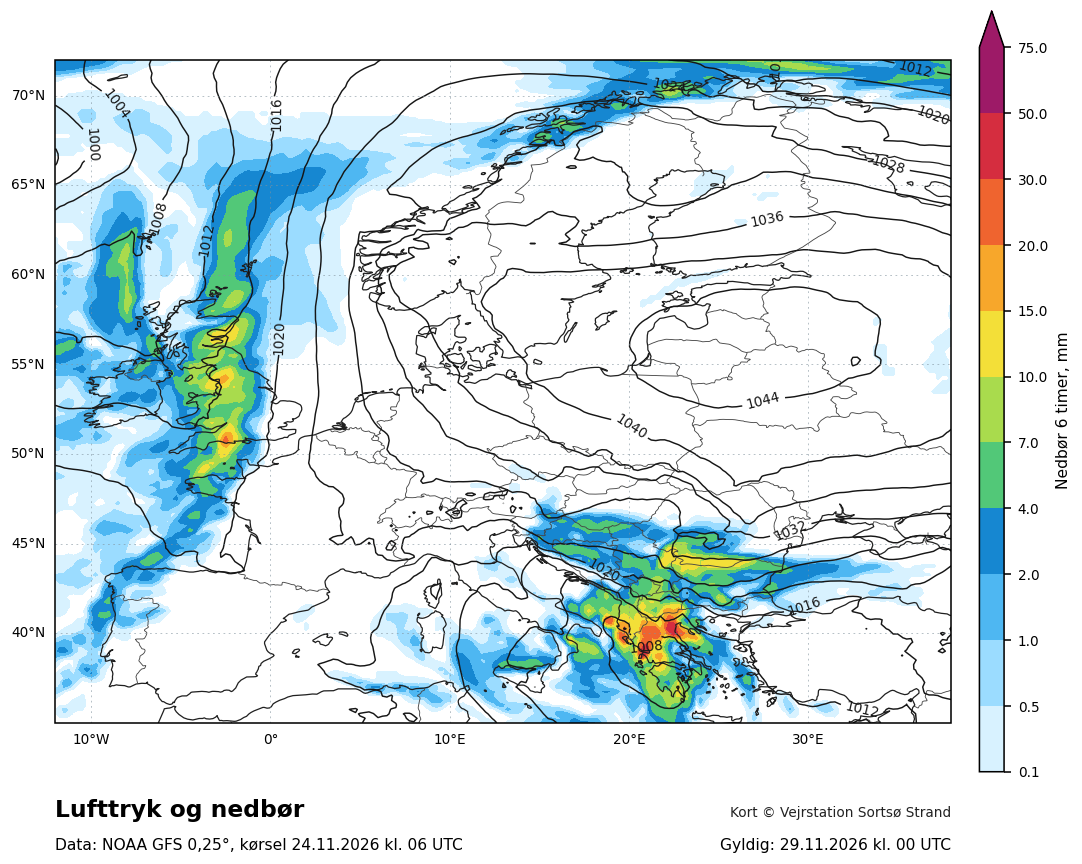 75.0
50.0
30.0
20.0
15.0
10.0
7.0
4.0
2.0
1.0
0.5
0.1
Nedbør 6 timer, mm
70°N
65°N
60°N
55°N
50°N
45°N
40°N
10°W
0°
10°E
20°E
30°E
1004
1000
1008
1012
1016
1020
1012
1020
1028
1036
1044
1040
1032
1020
1016
1008
1012
Lufttryk og nedbør
Kort © Vejrstation Sortsø Strand
Data: NOAA GFS 0,25°, kørsel 24.11.2026 kl. 06 UTC
Gyldig: 29.11.2026 kl. 00 UTC